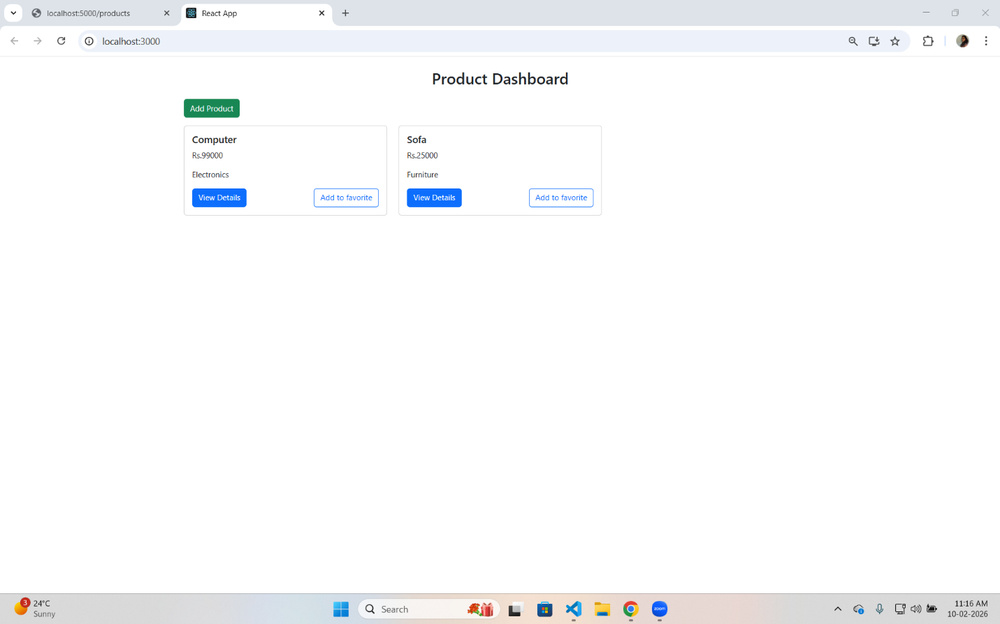 localhost:5000/products
React App
localhost:3000
Product Dashboard
Add Product
Computer
Rs.99000
Electronics
View Details Add to favorite
Sofa
Rs.25000
Furniture
View Details Add to favorite
3
24°C
Sunny
Search
zoom
11:16 AM
10-02-2026